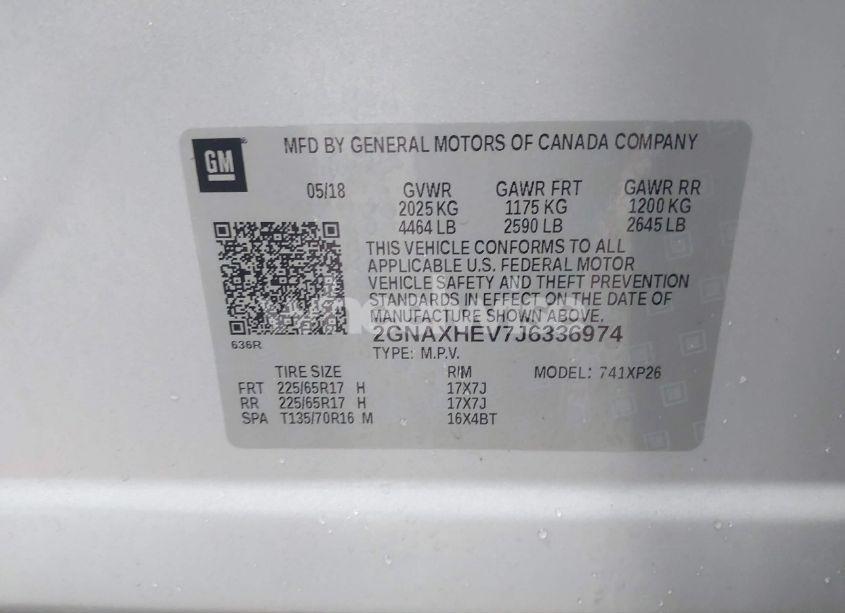 GM
MFD BY GENERAL MOTORS OF CANADA COMPANY
05/18 GVWR GAWR FRT GAWR RR
2025 KG 1175 KG 1200 KG
4464 LB 2590 LB 2645 LB
THIS VEHICLE CONFORMS TO ALL
APPLICABLE U.S. FEDERAL MOTOR
VEHICLE SAFETY AND THEFT PREVENTION
STANDARDS IN EFFECT ON THE DATE OF
MANUFACTURE SHOWN ABOVE.
2GNAXHEV7J6336974
636R
TYPE: M.P.V.
TIRE SIZE RIM MODEL: 741XP26
FRT 225/65R17 H 17X7J
RR 225/65R17 H 17X7J
SPA T135/70R16 M 16X4BT